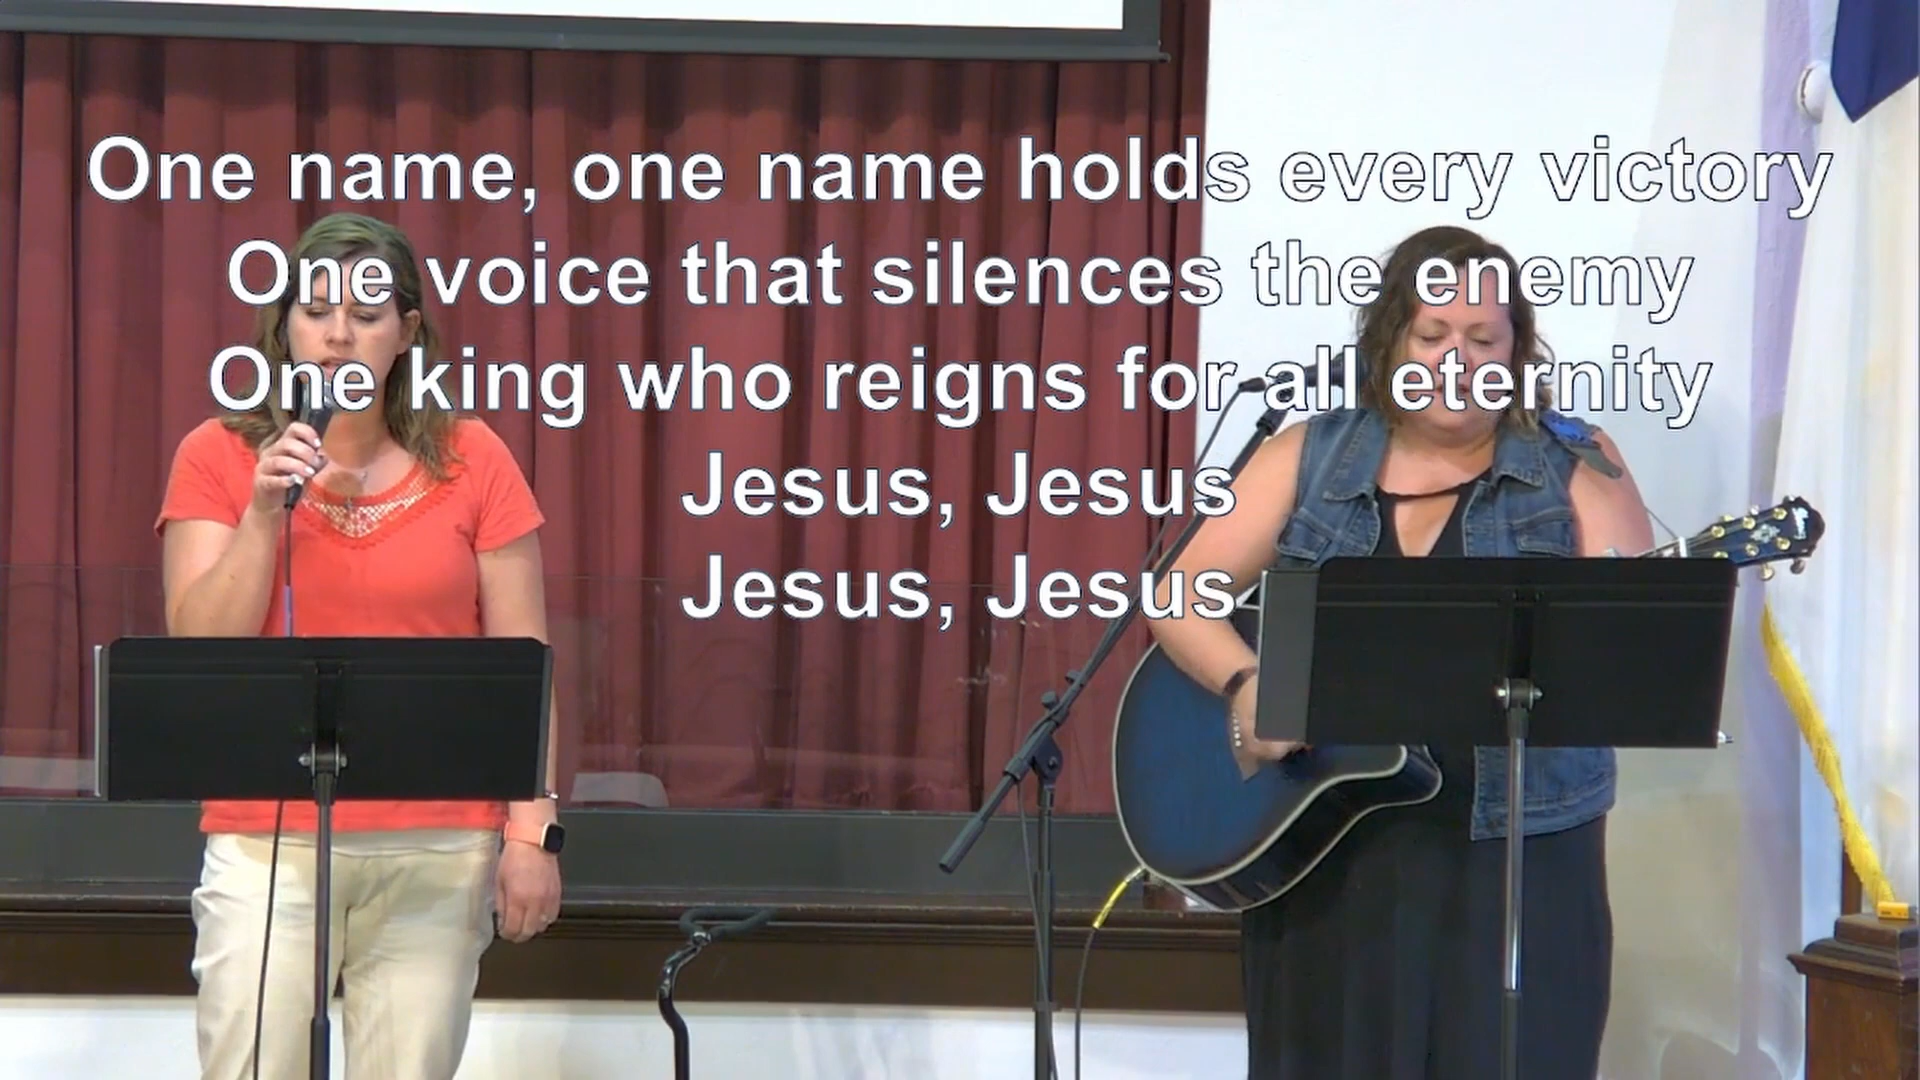 One name, one name holds every victory
One voice that silences the enemy
One king who reigns for all eternity
Jesus, Jesus
Jesus, Jesus